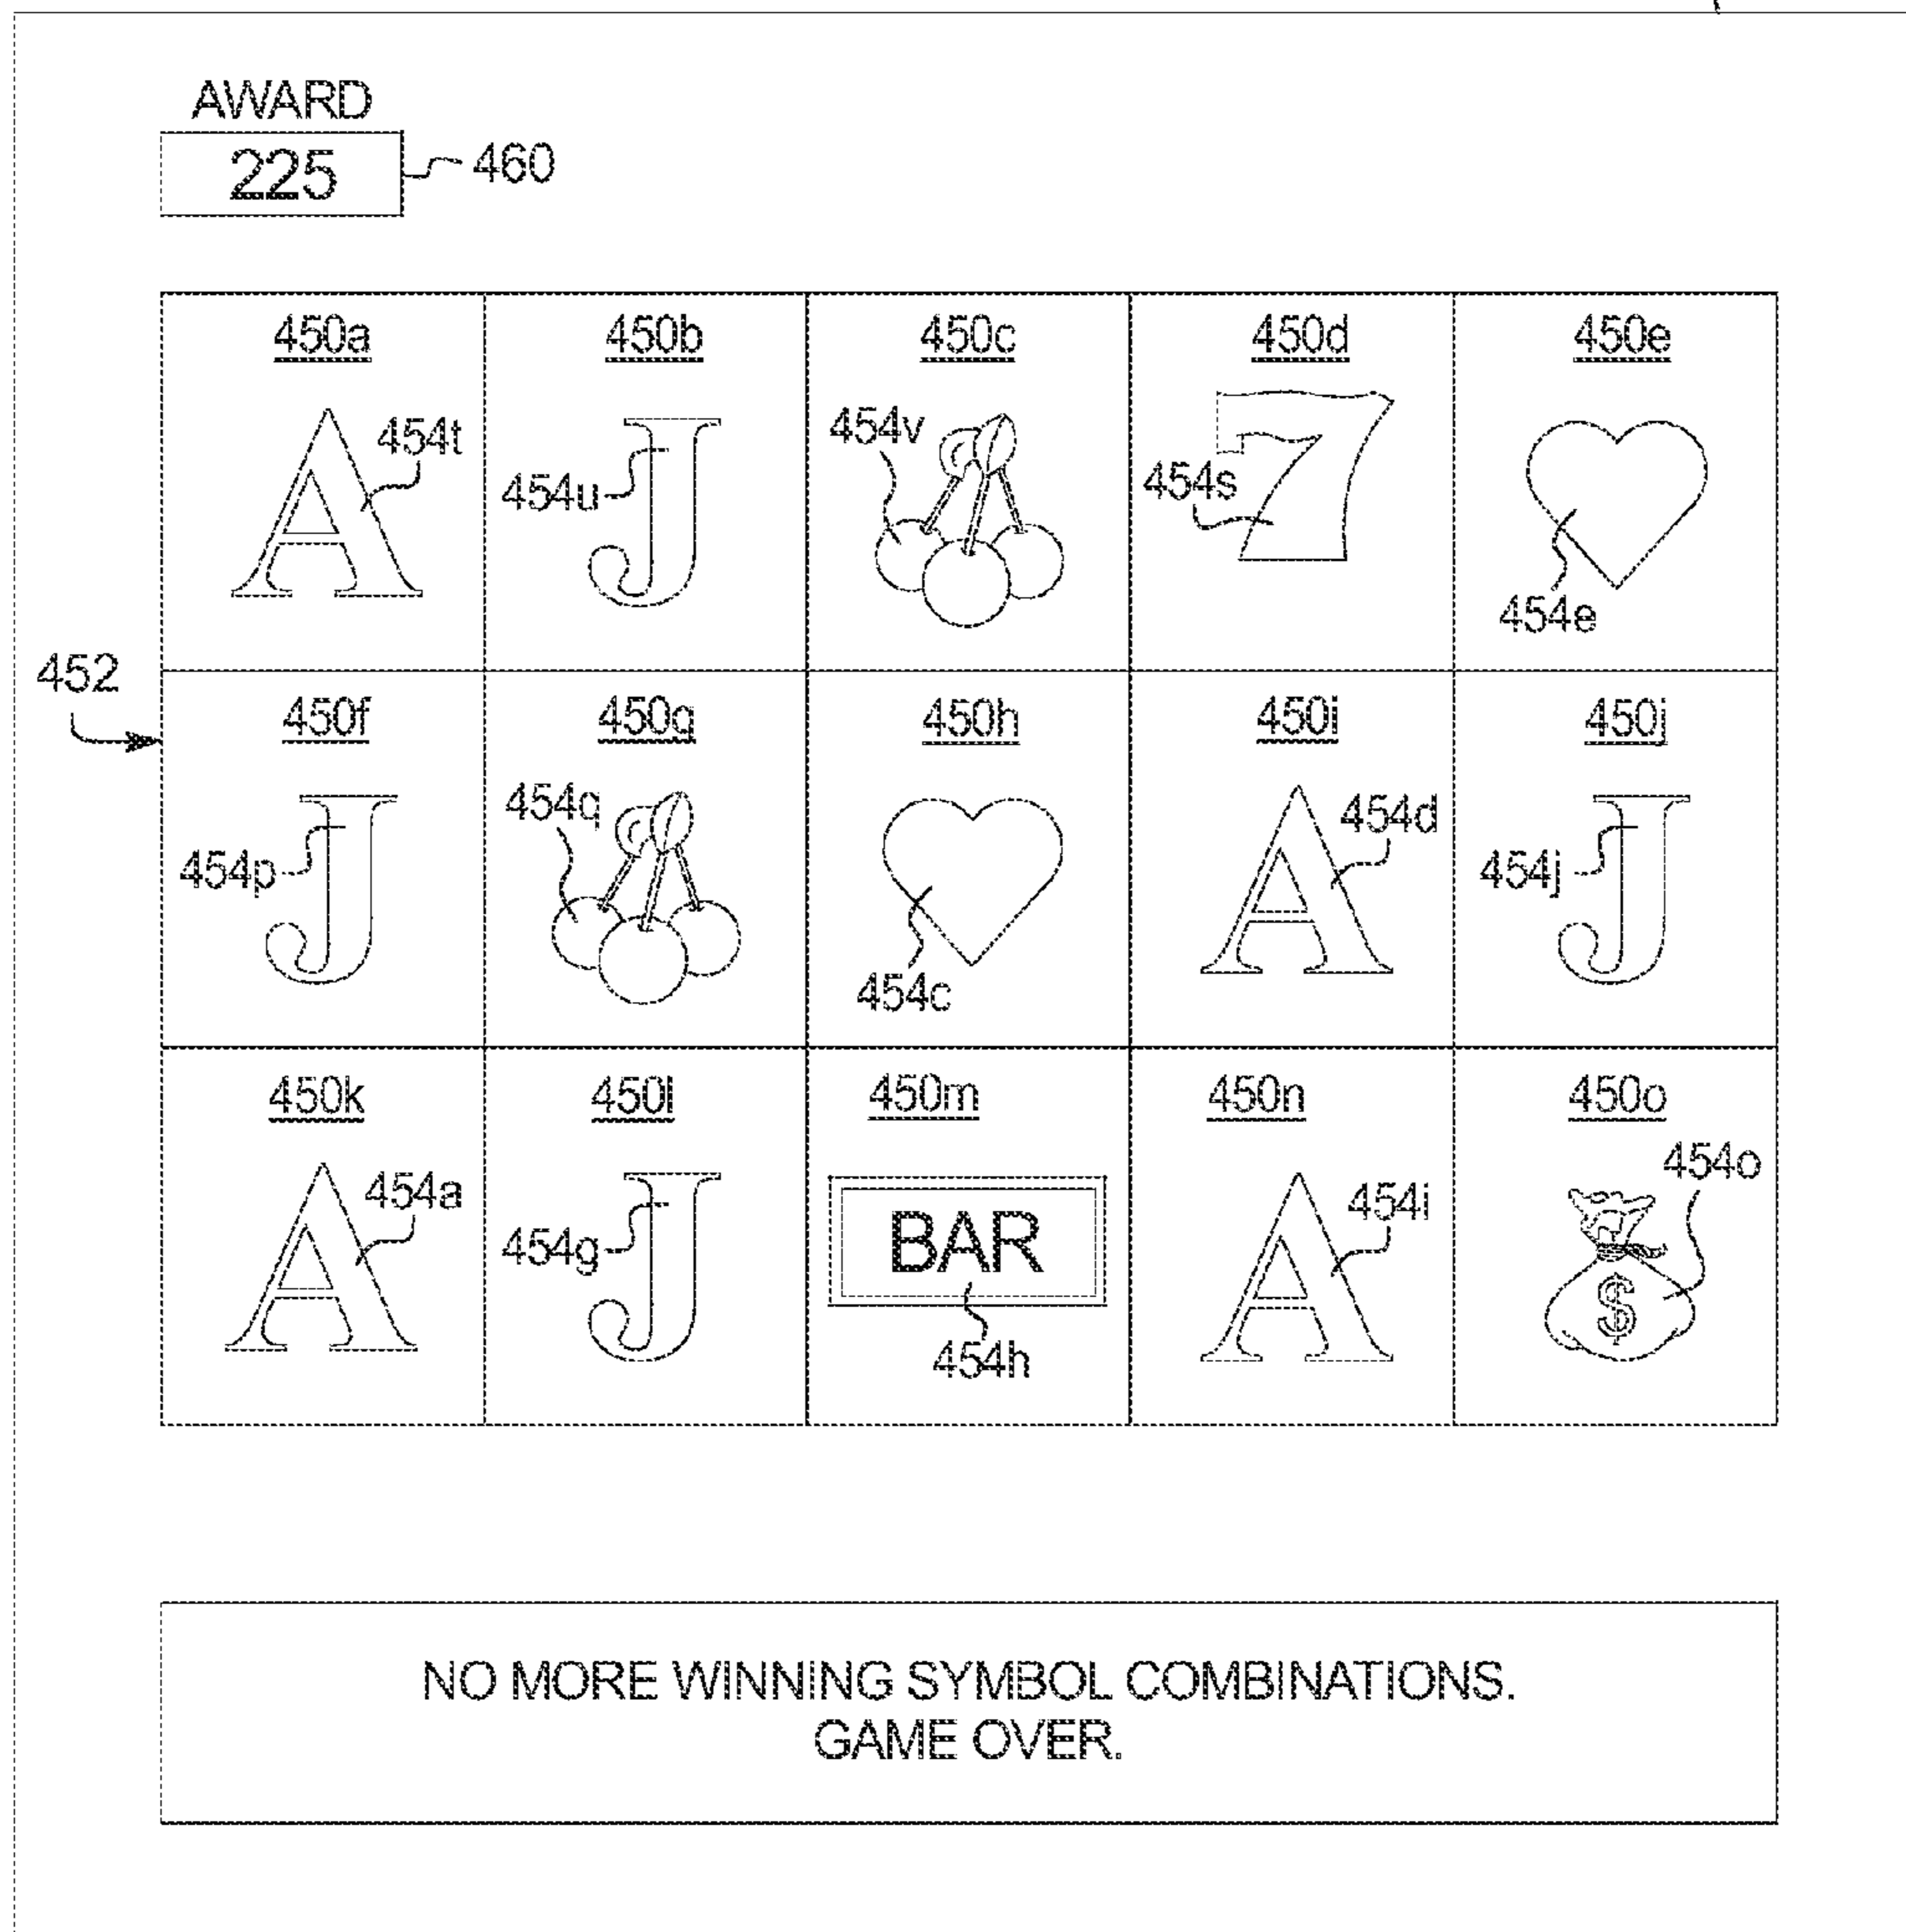 AWARD
225 460
450a 450b 450c 450d 450e
A 454t 454u J 454v 454s 7 454e
452
450f 450g 450h 450i 450j
454p J 454q 454c A 454d 454j J
450k 450l 450m 450n 450o
A 454a 454g J BAR 454h A 454i $ 454o
NO MORE WINNING SYMBOL COMBINATIONS.
GAME OVER.